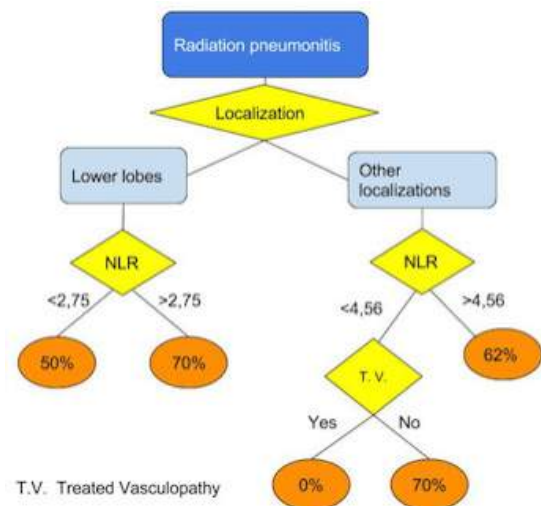 Radiation pneumonitis
Localization
Lower lobes
Other
localizations
NLR
NLR
<2,75
>2,75
<4,56
>4,56
50%
70%
62%
T. V.
Yes
No
0%
70%
T.V. Treated Vasculopathy